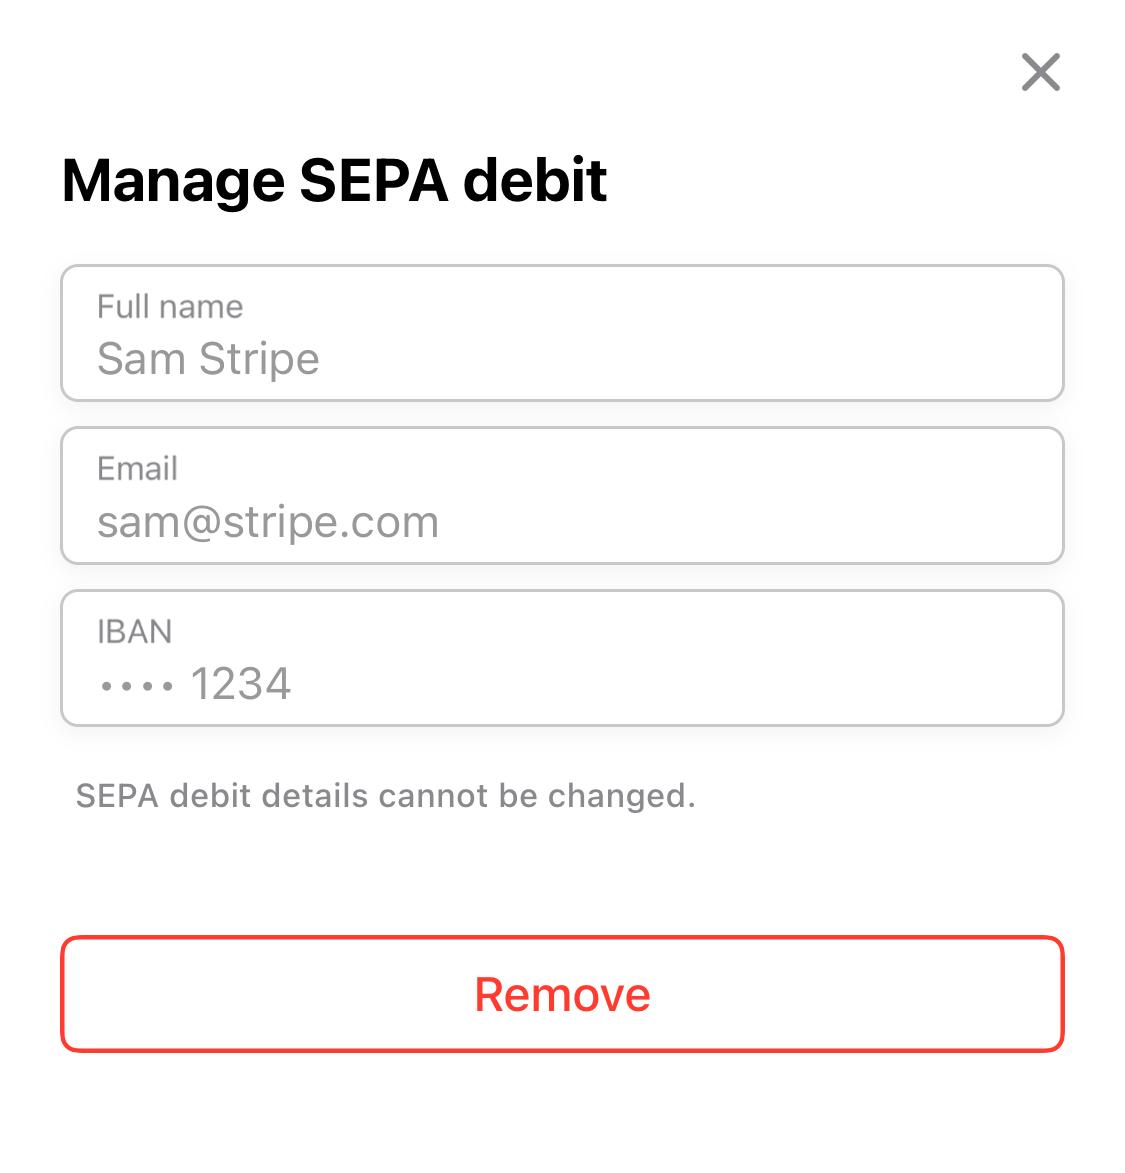 Manage SEPA debit
Full name
Sam Stripe
Email
sam@stripe.com
IBAN
•••• 1234
SEPA debit details cannot be changed.
Remove